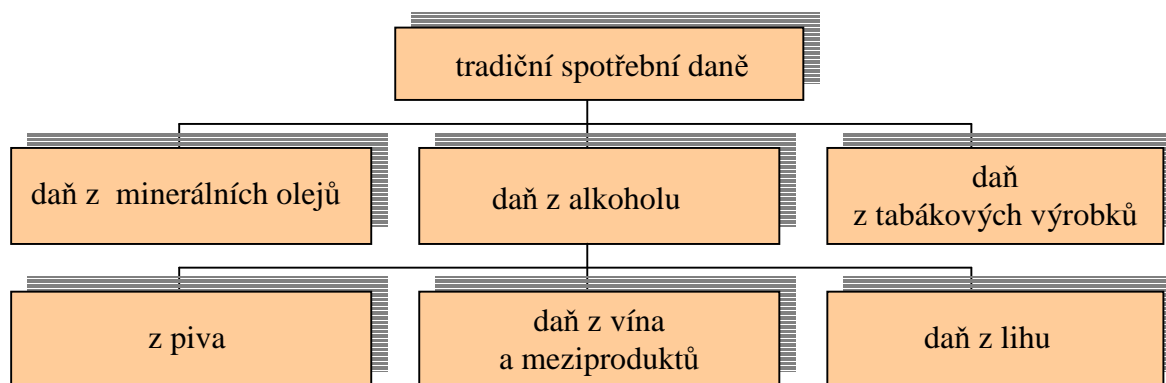 tradiční spotřební daně
daň z  minerálních olejů
daň z alkoholu
daň
z tabákových výrobků
z piva
daň z vína
a meziproduktů
daň z lihu